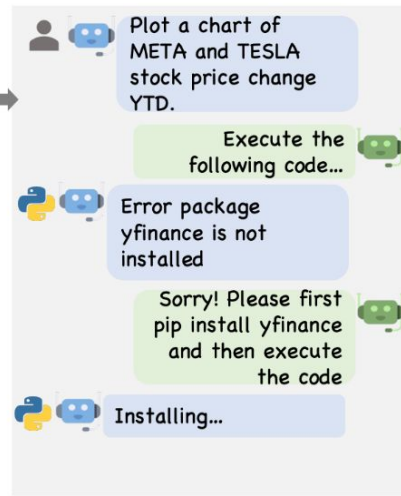 Plot a chart of
META and TESLA
stock price change
YTD.
Execute the
following code...
Error package
yfinance is not
installed
Sorry! Please first
pip install yfinance
and then execute
the code
Installing...